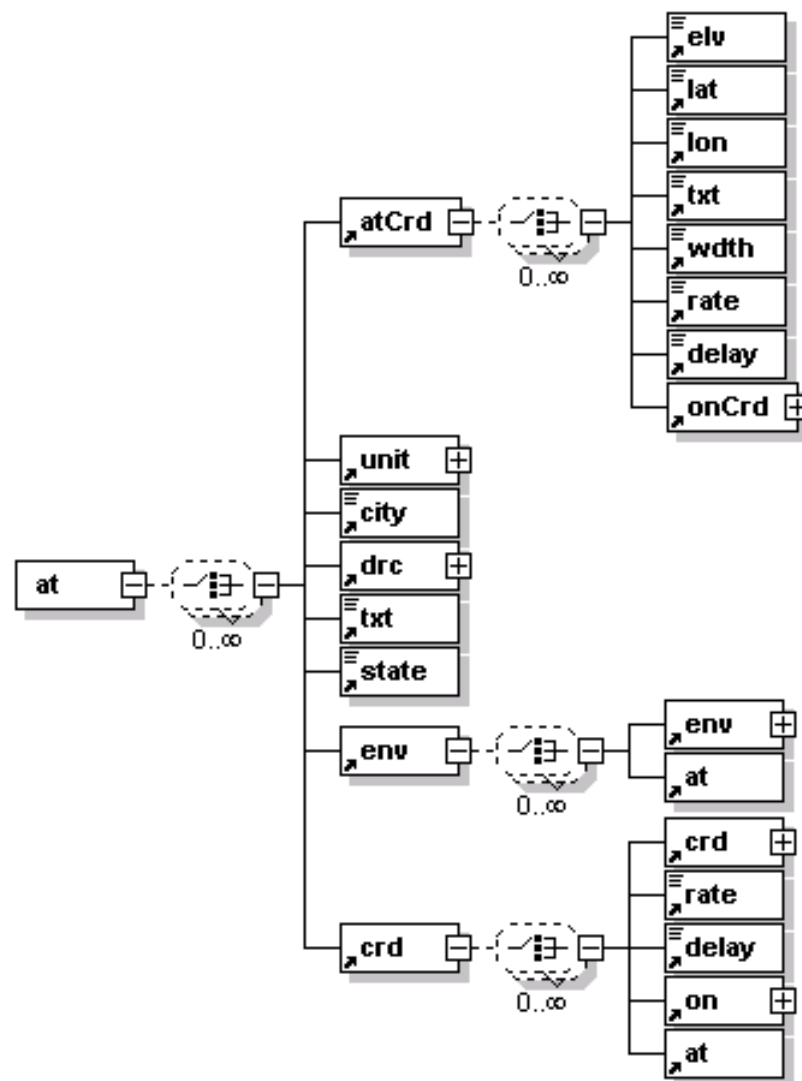 elv
lat
lon
txt
wdth
rate
delay
onCrd
atCrd
0..∞
unit
city
drc
txt
state
at
0..∞
env
0..∞
env
at
crd
0..∞
crd
rate
delay
on
at